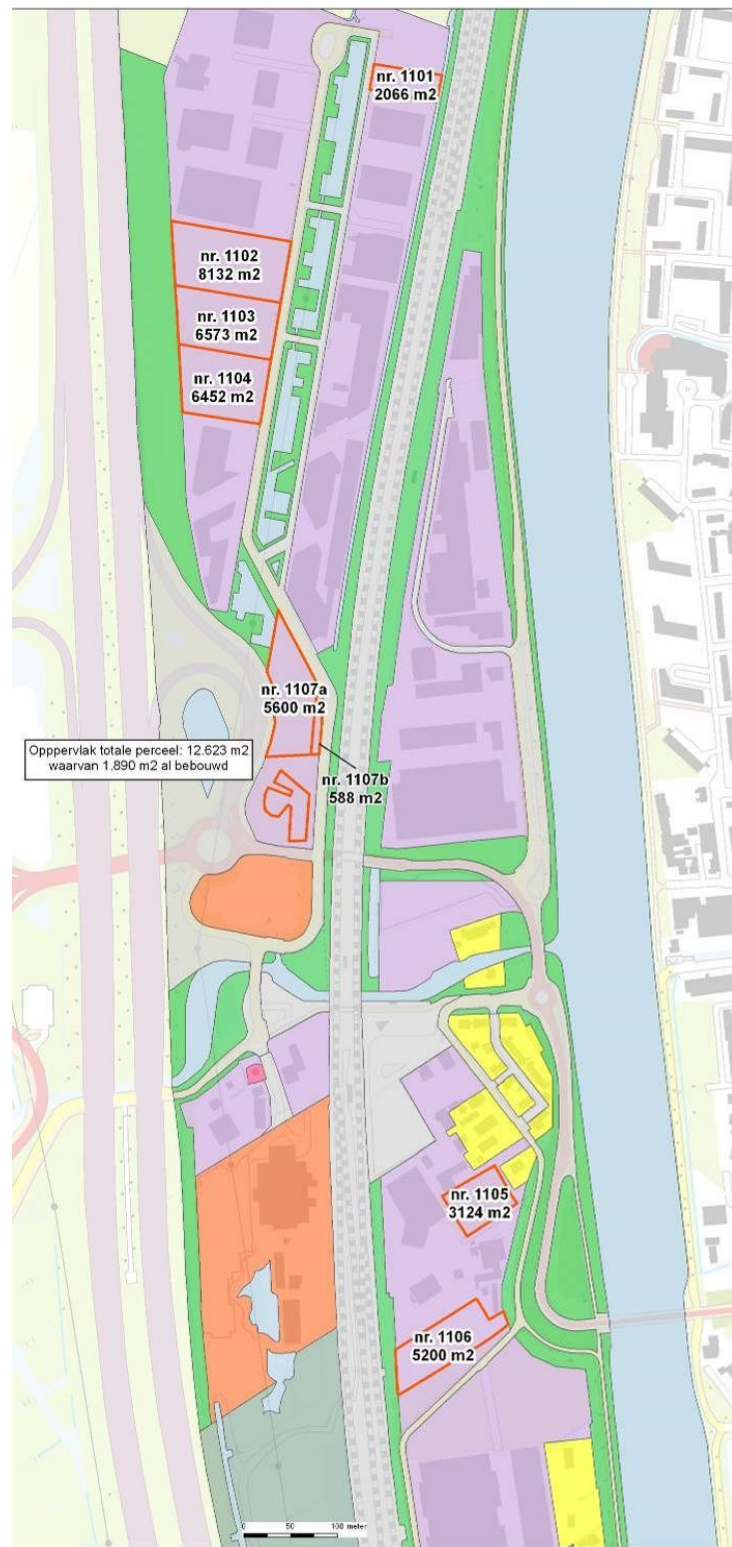 nr. 1101
2066 m2
nr. 1102
8132 m2
nr. 1103
6573 m2
nr. 1104
6452 m2
nr. 1107a
5600 m2
Opppervlak totale perceel: 12.623 m2
waarvan 1.890 m2 al bebouwd
nr. 1107b
588 m2
nr. 1105
3124 m2
nr. 1106
5200 m2
0 50 100 meter